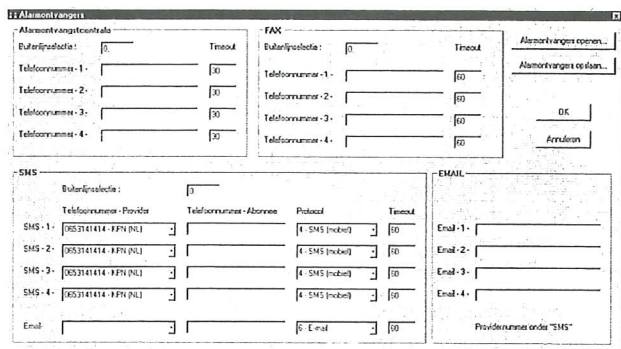 Alarmontvangers
Alarmontvangstcentrale
Buitenlijnselectie : 0, Timeout
Telefoonnummer - 1 - 30
Telefoonnummer - 2 - 30
Telefoonnummer - 3 - 30
Telefoonnummer - 4 - 30
FAX
Buitenlijnselectie : 0, Timeout
Telefoonnummer - 1 - 60
Telefoonnummer - 2 - 60
Telefoonnummer - 3 - 60
Telefoonnummer - 4 - 60
Alarmontvangers openen...
Alarmontvangers opslaan...
OK
Annuleren
SMS
Buitenlijnselectie : 0
Telefoonnummer - Provider Telefoonnummer - Abonnee Protocol Timeout
SMS - 1 - 0653141414 - KPN (NL) 4 - SMS (mobiel) 60
SMS - 2 - 0653141414 - KPN (NL) 4 - SMS (mobiel) 60
SMS - 3 - 0653141414 - KPN (NL) 4 - SMS (mobiel) 60
SMS - 4 - 0653141414 - KPN (NL) 4 - SMS (mobiel) 60
Email- 6 - E-mail 60
EMAIL
Email - 1 -
Email - 2 -
Email - 3 -
Email - 4 -
Providernummer onder "SMS"